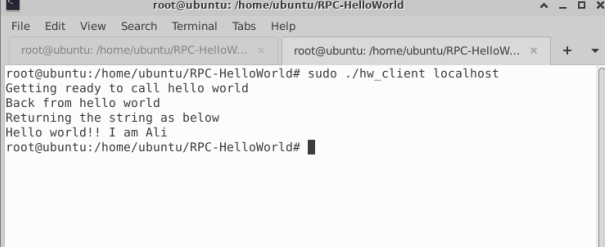 root@ubuntu: /home/ubuntu/RPC-HelloWorld
File Edit View Search Terminal Tabs Help
root@ubuntu: /home/ubuntu/RPC-HelloW... × root@ubuntu: /home/ubuntu/RPC-HelloW... ×
root@ubuntu:/home/ubuntu/RPC-HelloWorld# sudo ./hw_client localhost
Getting ready to call hello world
Back from hello world
Returning the string as below
Hello world!! I am Ali
root@ubuntu:/home/ubuntu/RPC-HelloWorld#